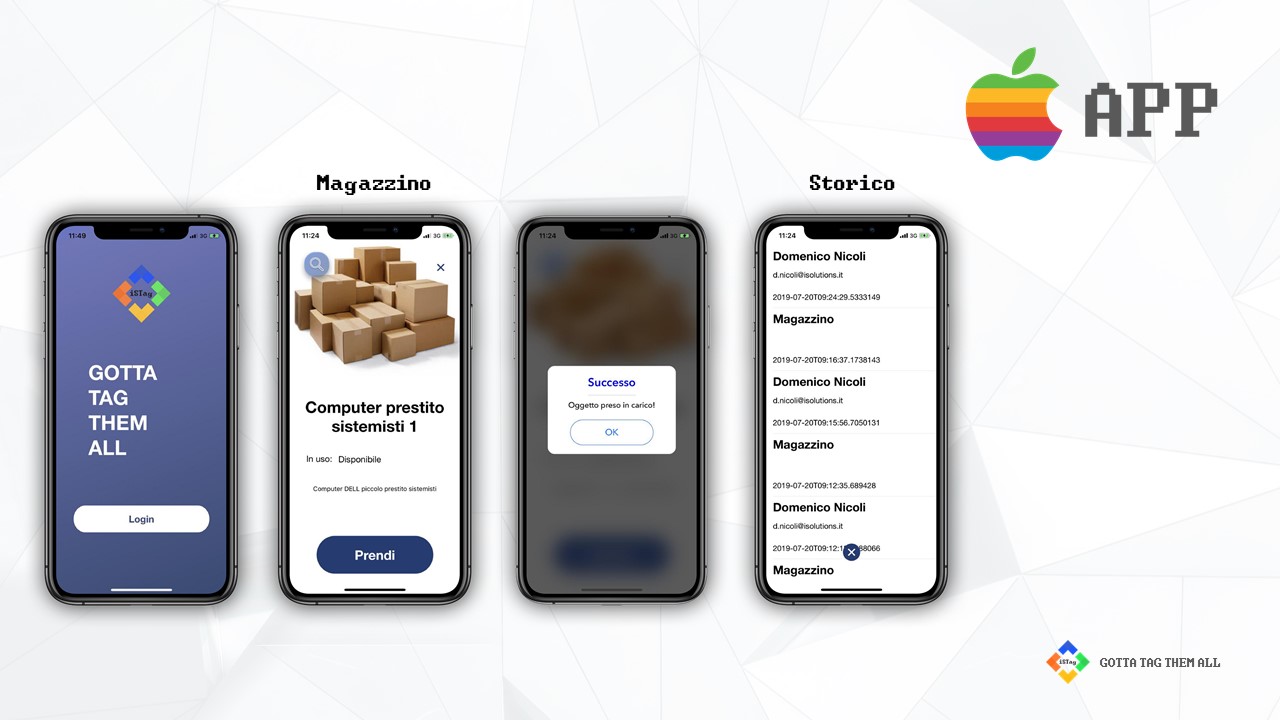 APP
Magazzino
Storico
11:49
3G
iSTag
GOTTA
TAG
THEM
ALL
Login
11:24
3G
Computer prestito
sistemisti 1
In uso: Disponibile
Computer DELL piccolo prestito sistemisti
Prendi
11:24
3G
Successo
Oggetto preso in carico!
OK
11:24
3G
Domenico Nicoli
d.nicoli@isolutions.it
2019-07-20T09:24:29.5333149
Magazzino
2019-07-20T09:16:37.1738143
Domenico Nicoli
d.nicoli@isolutions.it
2019-07-20T09:15:56.7050131
Magazzino
2019-07-20T09:12:35.689428
Domenico Nicoli
d.nicoli@isolutions.it
2019-07-20T09:12:1 88066
Magazzino
iSTag
GOTTA TAG THEM ALL